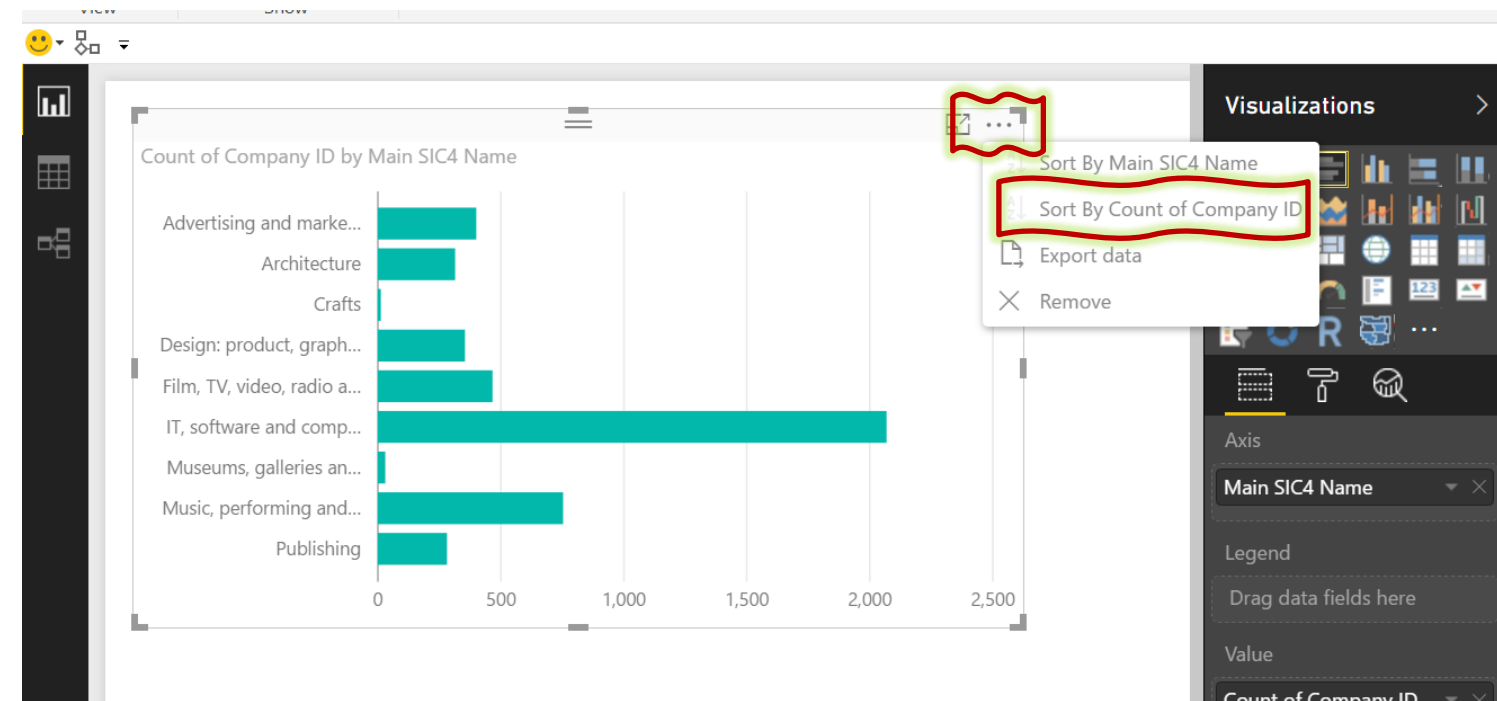 View Show
Visualizations
Count of Company ID by Main SIC4 Name
Sort By Main SIC4 Name
Sort By Count of Company ID
Export data
Remove
Advertising and marke...
Architecture
Crafts
Design: product, graph...
Film, TV, video, radio a...
IT, software and comp...
Museums, galleries an...
Music, performing and...
Publishing
0 500 1,000 1,500 2,000 2,500
123
R
Axis
Main SIC4 Name
Legend
Drag data fields here
Value
Count of Company ID